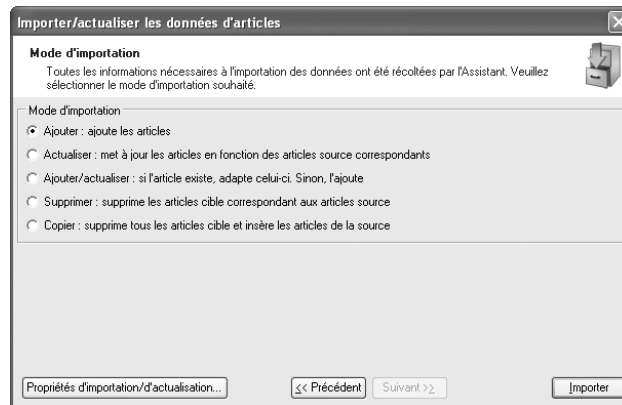 Importer/actualiser les données d'articles
Mode d'importation
Toutes les informations nécessaires à l'importation des données ont été récoltées par l'Assistant. Veuillez
sélectionner le mode d'importation souhaité.
Mode d'importation
Ajouter : ajoute les articles
Actualiser : met à jour les articles en fonction des articles source correspondants
Ajouter/actualiser : si l'article existe, adapte celui-ci. Sinon, l'ajoute
Supprimer : supprime les articles cible correspondant aux articles source
Copier : supprime tous les articles cible et insère les articles de la source
Propriétés d'importation/d'actualisation... << Précédent Suivant >> Importer